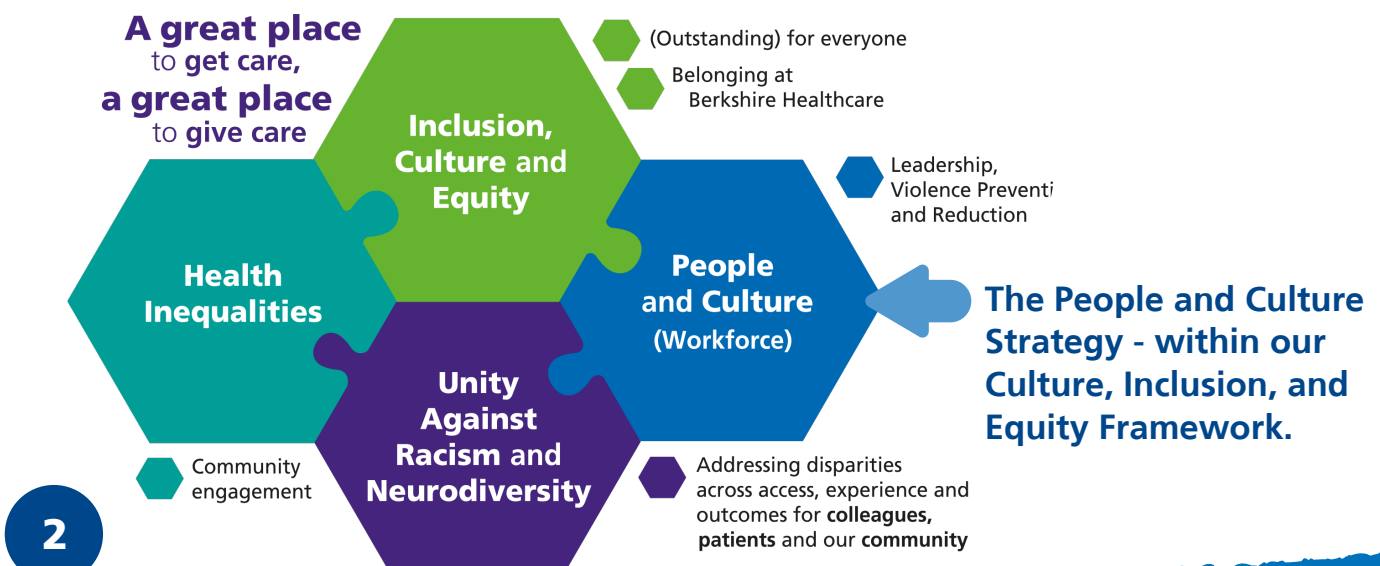 A great place
to get care,
a great place
to give care
Inclusion,
Culture and
Equity
(Outstanding) for everyone
Belonging at
Berkshire Healthcare
Health
Inequalities
People
and Culture
(Workforce)
Leadership,
Violence Preventi
and Reduction
The People and Culture
Strategy - within our
Culture, Inclusion, and
Equity Framework.
Unity
Against
Racism and
Neurodiversity
Community
engagement
Addressing disparities
across access, experience and
outcomes for colleagues,
patients and our community
2